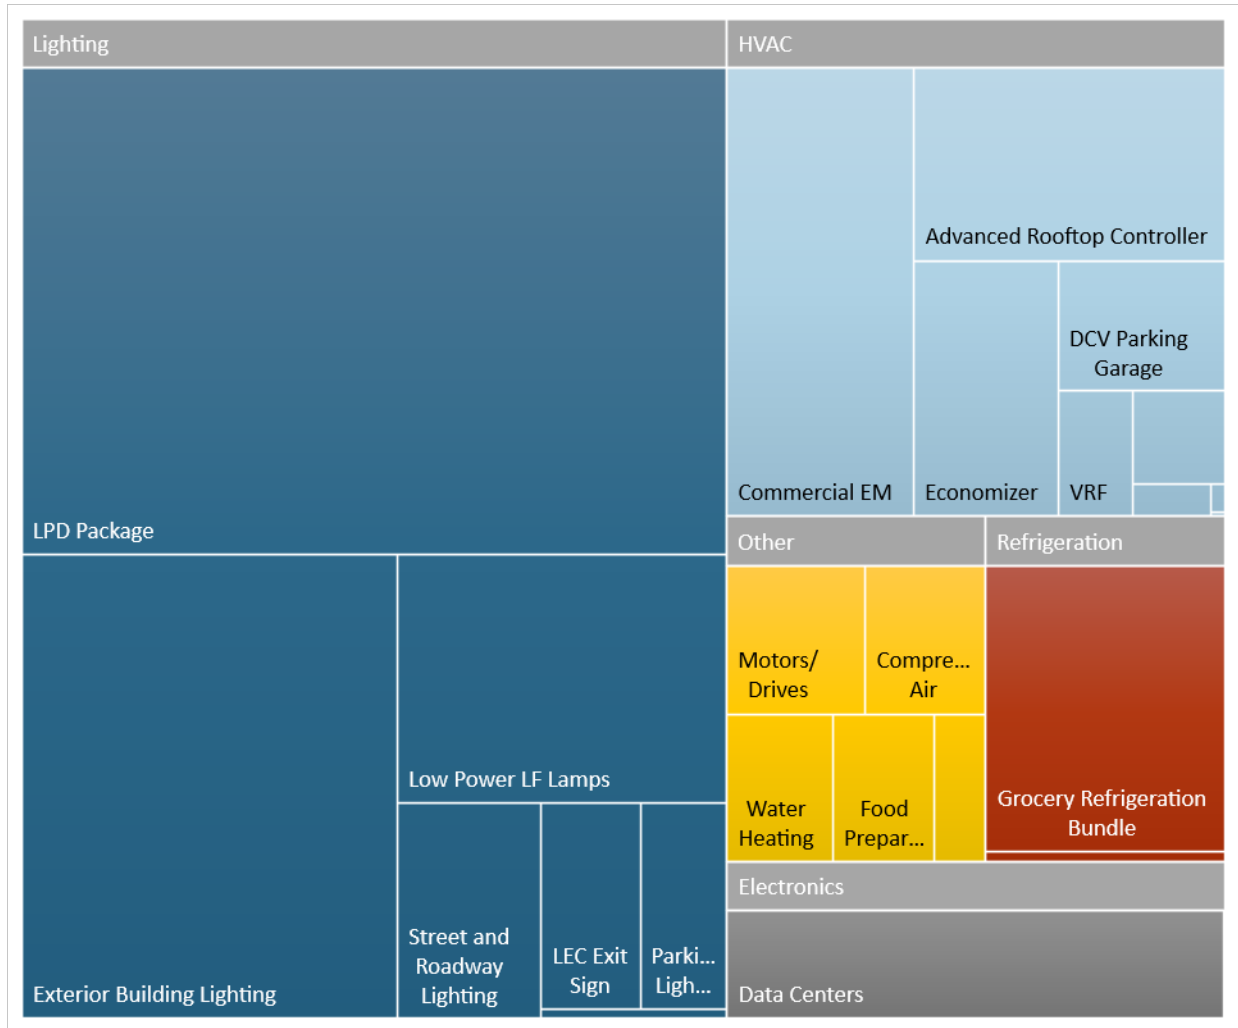 Lighting
LPD Package
Exterior Building Lighting
Low Power LF Lamps
Street and
Roadway
Lighting
LEC Exit
Sign
Parki...
Ligh...
HVAC
Commercial EM
Advanced Rooftop Controller
Economizer
DCV Parking
Garage
VRF
Other
Motors/
Drives
Compre...
Air
Water
Heating
Food
Prepar...
Refrigeration
Grocery Refrigeration
Bundle
Electronics
Data Centers